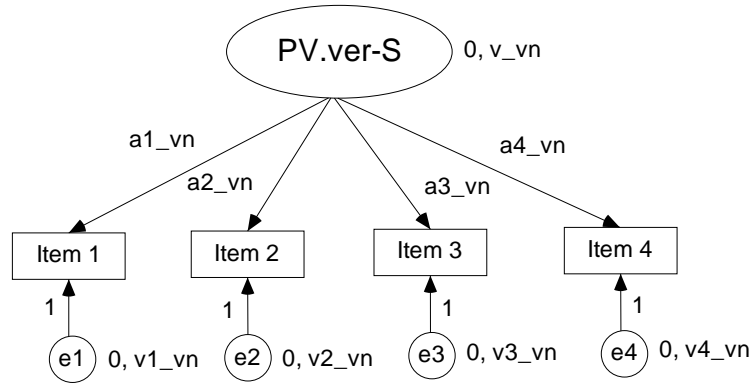 PV.ver-S
0, v_vn
a1_vn
a2_vn
a3_vn
a4_vn
Item 1
Item 2
Item 3
Item 4
1
1
1
1
e1
0, v1_vn
e2
0, v2_vn
e3
0, v3_vn
e4
0, v4_vn